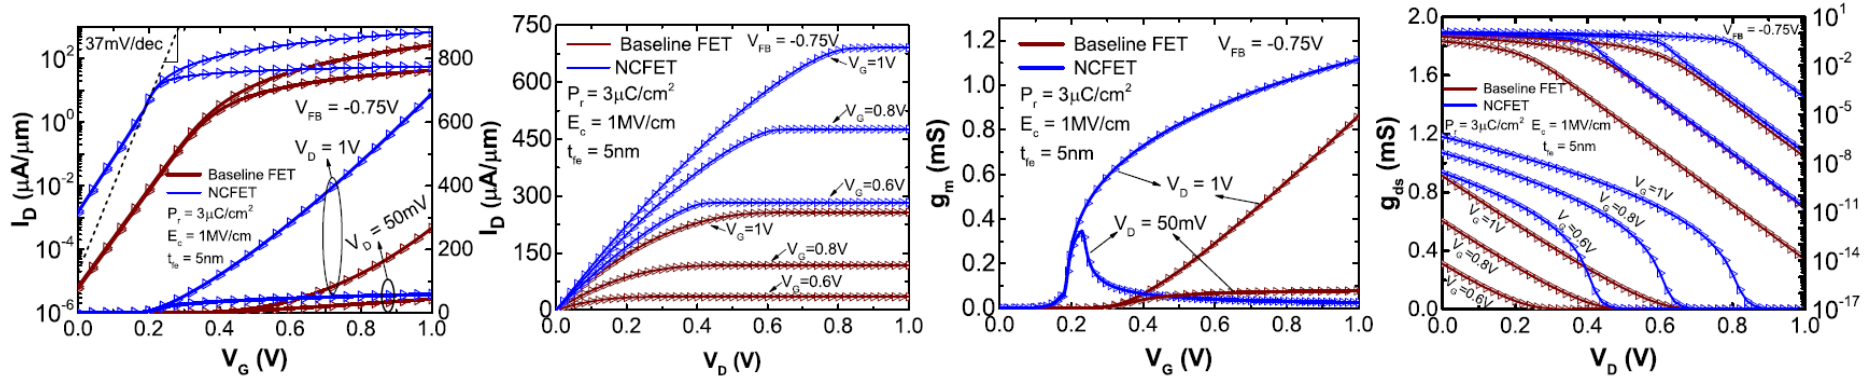 37mV/dec
V_FB = -0.75V
V_D = 1V
Baseline FET
NCFET
P_r = 3μC/cm²
E_c = 1MV/cm
t_fe = 5nm
V_D = 50mV
10² 10⁰ 10⁻² 10⁻⁴ 10⁻⁶
800 600 400 200 0
0.0 0.2 0.4 0.6 0.8 1.0
I_D (μA/μm)
V_G (V)
I_D (μA/μm)
750 600 450 300 150 0
Baseline FET
V_FB = -0.75V
NCFET
V_G=1V
P_r = 3μC/cm²
V_G=0.8V
E_c = 1MV/cm
t_fe = 5nm
V_G=0.6V
V_G=1V
V_G=0.8V
V_G=0.6V
0.0 0.2 0.4 0.6 0.8 1.0
V_D (V)
g_m (mS)
1.2 1.0 0.8 0.6 0.4 0.2 0.0
Baseline FET
V_FB = -0.75V
NCFET
P_r = 3μC/cm²
E_c = 1MV/cm
t_fe = 5nm
V_D = 1V
V_D = 50mV
0.0 0.2 0.4 0.6 0.8 1.0
V_G (V)
g_ds (mS)
2.0 1.6 1.2 0.8 0.4 0.0
10¹ 10⁻² 10⁻⁵ 10⁻⁸ 10⁻¹¹ 10⁻¹⁴ 10⁻¹⁷
V_FB = -0.75V
Baseline FET
NCFET
P_r = 3μC/cm² E_c = 1MV/cm
t_fe = 5nm
V_G=1V
V_G=0.8V
V_G=0.6V
V_G=1V
V_G=0.8V
V_G=0.6V
0.0 0.2 0.4 0.6 0.8 1.0
V_D (V)